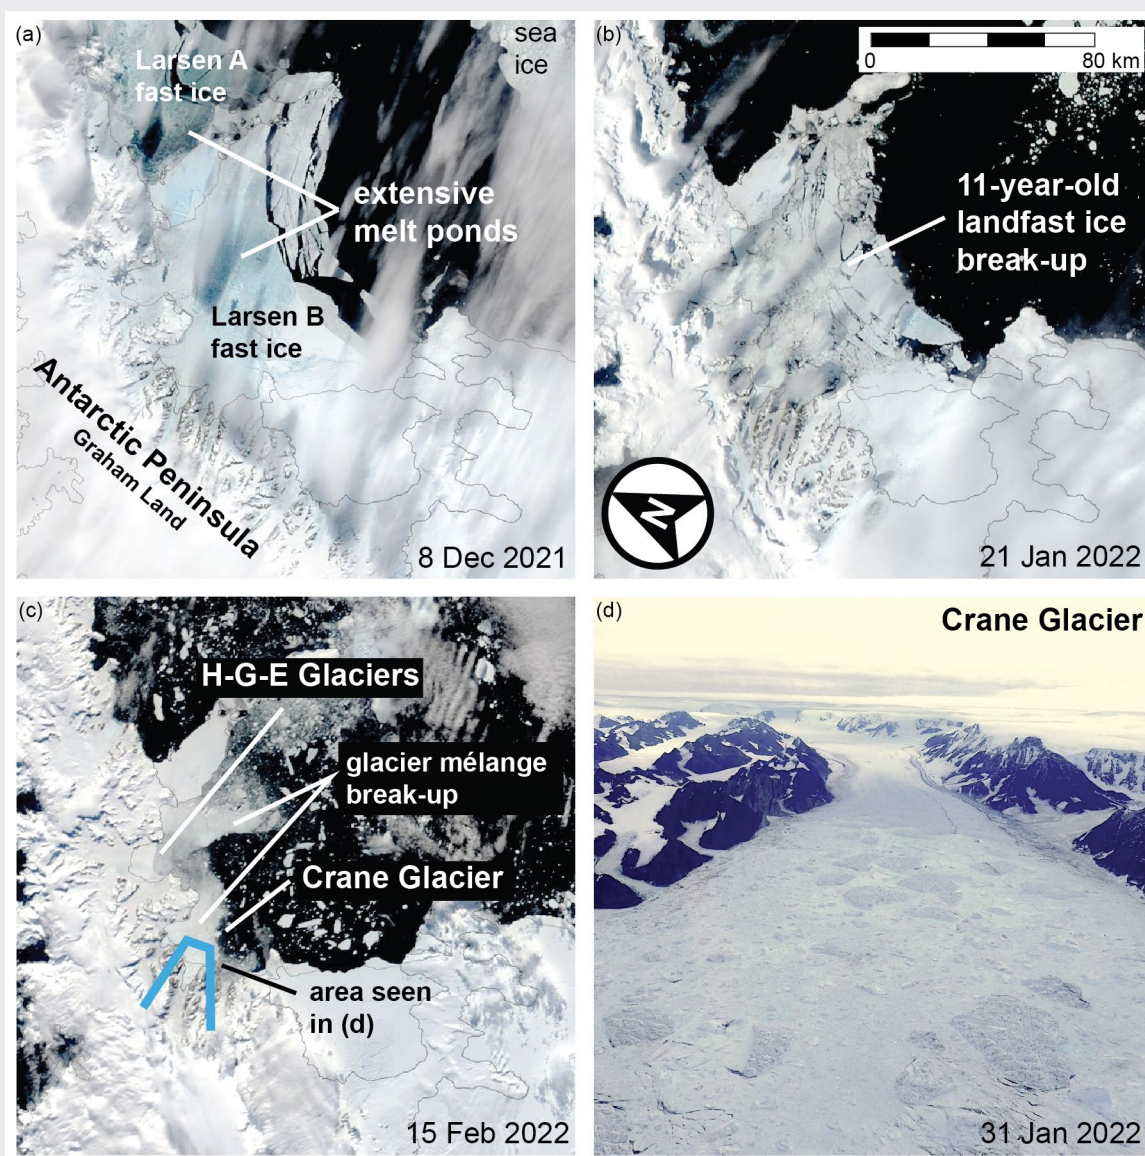 (a)
sea
ice
Larsen A
fast ice
extensive
melt ponds
Larsen B
fast ice
Antarctic Peninsula
Graham Land
8 Dec 2021
(b)
0 80 km
11-year-old
landfast ice
break-up
N
21 Jan 2022
(c)
H-G-E Glaciers
glacier mélange
break-up
Crane Glacier
area seen
in (d)
15 Feb 2022
(d)
Crane Glacier
31 Jan 2022